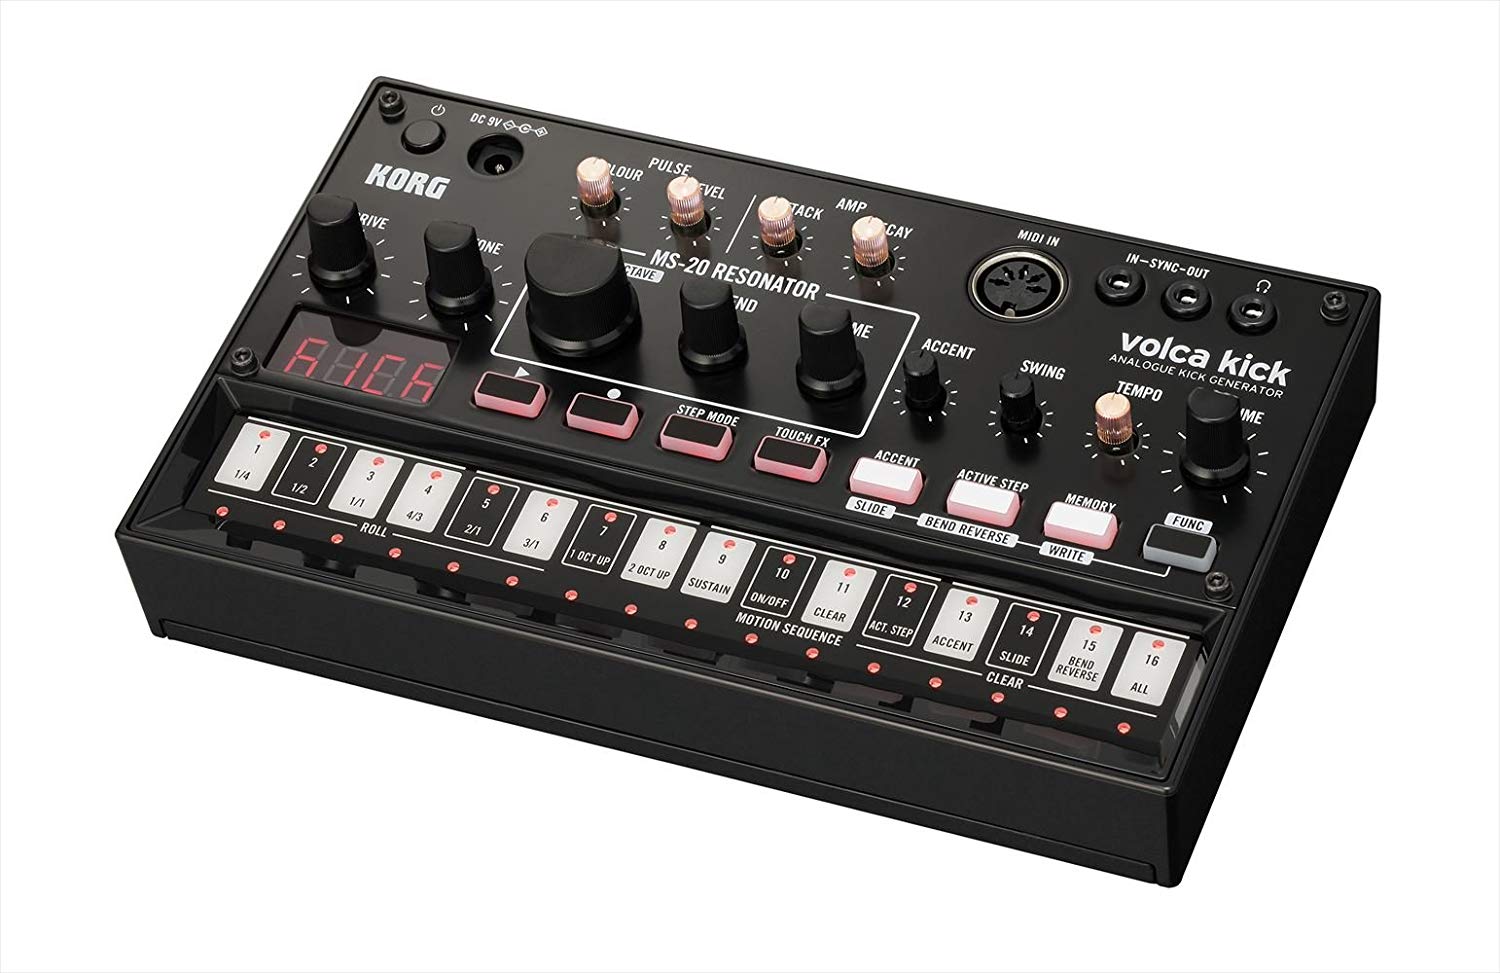 DC 9V
KORG
PULSE
AMP
MS-20 RESONATOR
MIDI IN
IN-SYNC-OUT
volca kick
ANALOGUE KICK GENERATOR
ACCENT
SWING
TEMPO
STEP MODE
TOUCH FX
ACCENT
SLIDE
ACTIVE STEP
BEND REVERSE
MEMORY
WRITE
FUNC
1
1/4
2
1/2
3
1/1
4
4/3
5
2/1
6
3/1
7
1 OCT UP
8
2 OCT UP
9
SUSTAIN
10
ON/OFF
11
CLEAR
12
ACT. STEP
13
ACCENT
14
SLIDE
15
BEND
REVERSE
16
ALL
ROLL
MOTION SEQUENCE
CLEAR